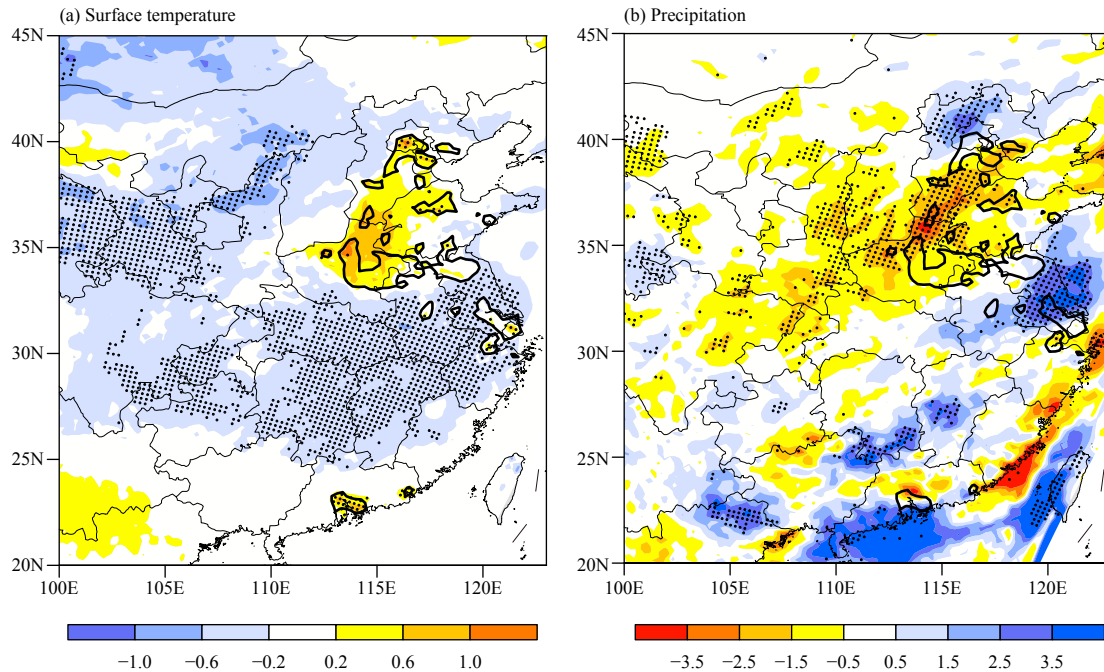 (a) Surface temperature
(b) Precipitation
45N
40N
35N
30N
25N
20N
100E 105E 110E 115E 120E
45N
40N
35N
30N
25N
20N
100E 105E 110E 115E 120E
−1.0 −0.6 −0.2 0.2 0.6 1.0
−3.5 −2.5 −1.5 −0.5 0.5 1.5 2.5 3.5